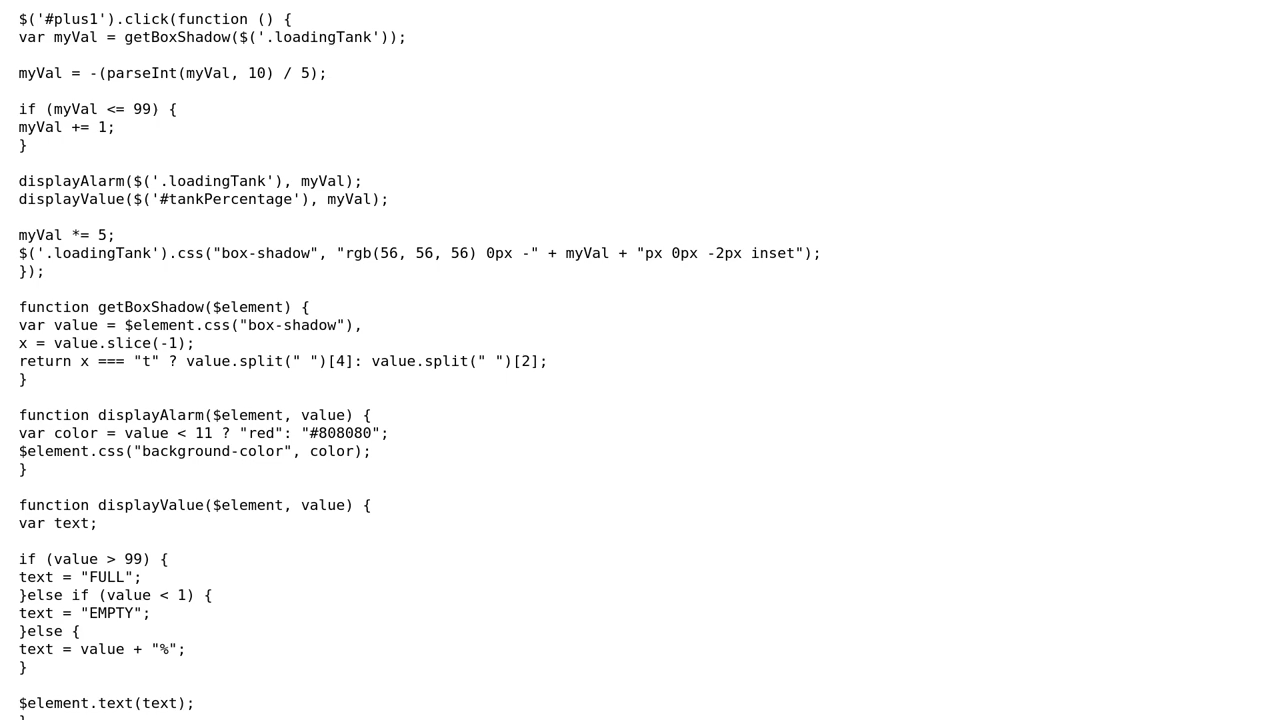 $('#plus1').click(function () {
var myVal = getBoxShadow($('.loadingTank'));

myVal = -(parseInt(myVal, 10) / 5);

if (myVal <= 99) {
myVal += 1;
}

displayAlarm($('.loadingTank'), myVal);
displayValue($('#tankPercentage'), myVal);

myVal *= 5;
$('.loadingTank').css("box-shadow", "rgb(56, 56, 56) 0px -" + myVal + "px 0px -2px inset");
});

function getBoxShadow($element) {
var value = $element.css("box-shadow"),
x = value.slice(-1);
return x === "t" ? value.split(" ")[4]: value.split(" ")[2];
}

function displayAlarm($element, value) {
var color = value < 11 ? "red": "#808080";
$element.css("background-color", color);
}

function displayValue($element, value) {
var text;

if (value > 99) {
text = "FULL";
}else if (value < 1) {
text = "EMPTY";
}else {
text = value + "%";
}

$element.text(text);
}